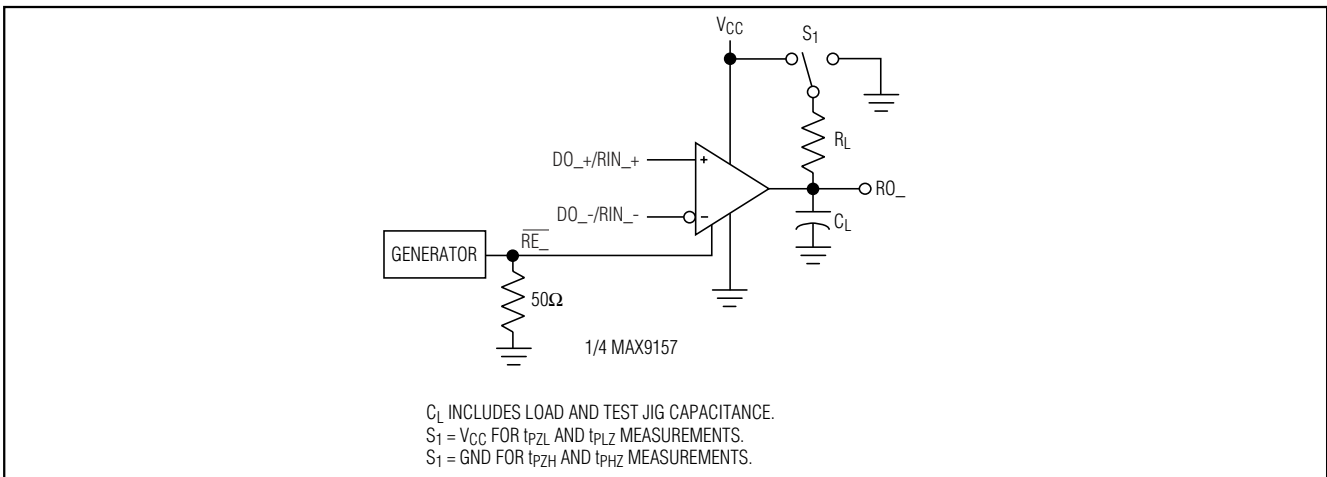 VCC
S1
RL
DO_+/RIN_+
+
RO_
DO_-/RIN_-
-
CL
RE_
GENERATOR
50Ω
1/4 MAX9157
CL INCLUDES LOAD AND TEST JIG CAPACITANCE.
S1 = VCC FOR tPZL AND tPLZ MEASUREMENTS.
S1 = GND FOR tPZH AND tPHZ MEASUREMENTS.